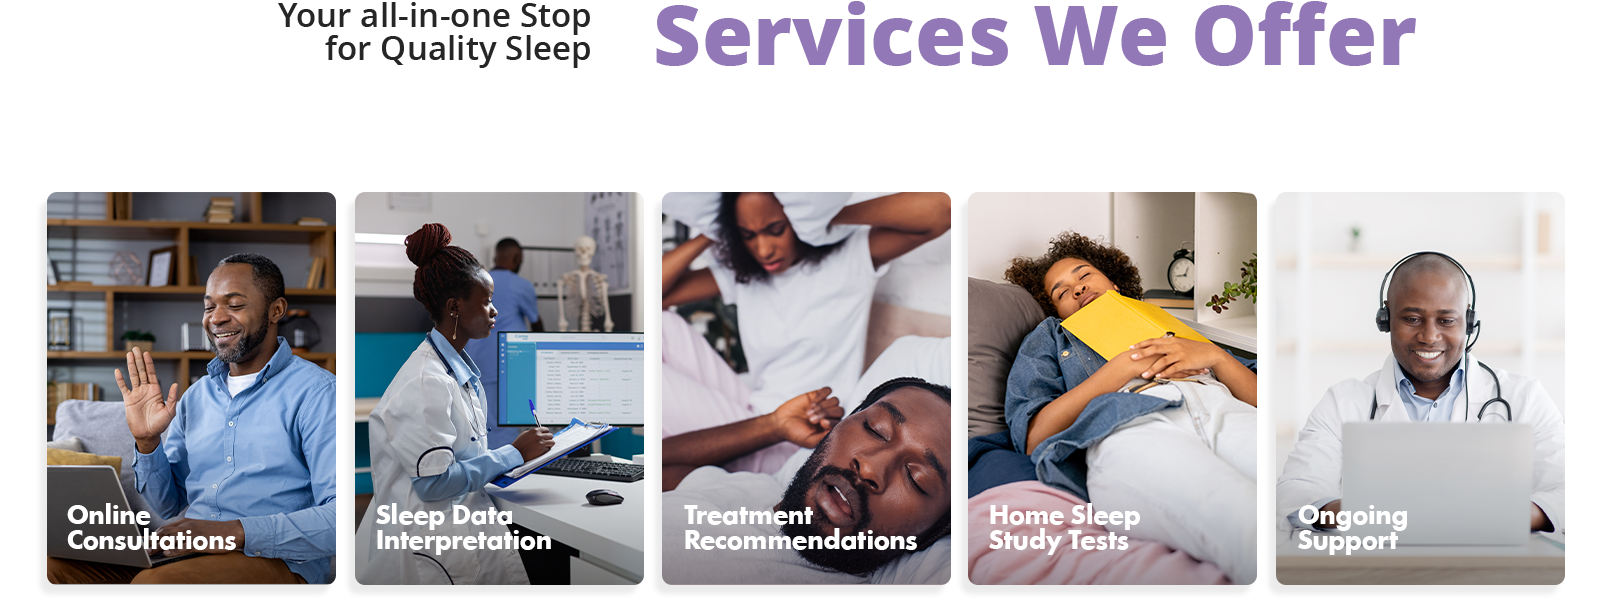 Your all-in-one Stop
for Quality Sleep
Services We Offer
Online
Consultations
Sleep Data
Interpretation
Treatment
Recommendations
Home Sleep
Study Tests
Ongoing
Support